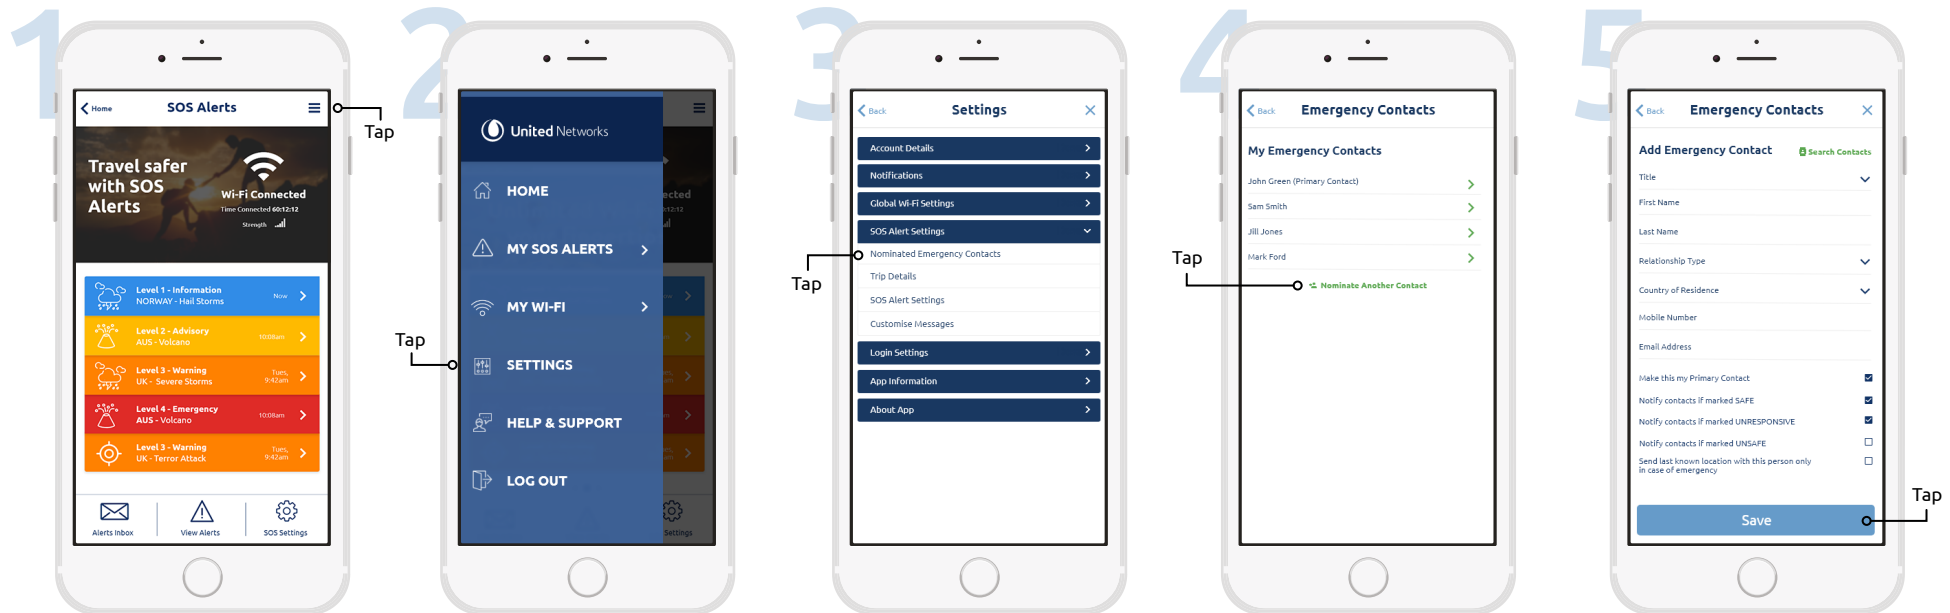 1
Home
SOS Alerts
Tap
Travel safer
with SOS
Alerts
Wi-Fi Connected
Time Connected 60:12:12
Strength
Level 1 - Information
NORWAY - Hail Storms
Now
Level 2 - Advisory
AUS - Volcano
10:08am
Level 3 - Warning
UK - Severe Storms
Tues,
9:42am
Level 4 - Emergency
AUS - Volcano
10:08am
Level 3 - Warning
UK - Terror Attack
Tues,
9:42am
Alerts Inbox
View Alerts
SOS Settings
2
United Networks
HOME
MY SOS ALERTS
MY WI-FI
Tap
SETTINGS
HELP & SUPPORT
LOG OUT
ected
12:12
Settings
3
Back
Settings
Account Details
Notifications
Global Wi-Fi Settings
SOS Alert Settings
Nominated Emergency Contacts
Tap
Trip Details
SOS Alert Settings
Customise Messages
Login Settings
App Information
About App
4
Back
Emergency Contacts
My Emergency Contacts
John Green (Primary Contact)
Sam Smith
Jill Jones
Mark Ford
Tap
Nominate Another Contact
5
Back
Emergency Contacts
Add Emergency Contact
Search Contacts
Title
First Name
Last Name
Relationship Type
Country of Residence
Mobile Number
Email Address
Make this my Primary Contact
Notify contacts if marked SAFE
Notify contacts if marked UNRESPONSIVE
Notify contacts if marked UNSAFE
Send last known location with this person only
in case of emergency
Save
Tap